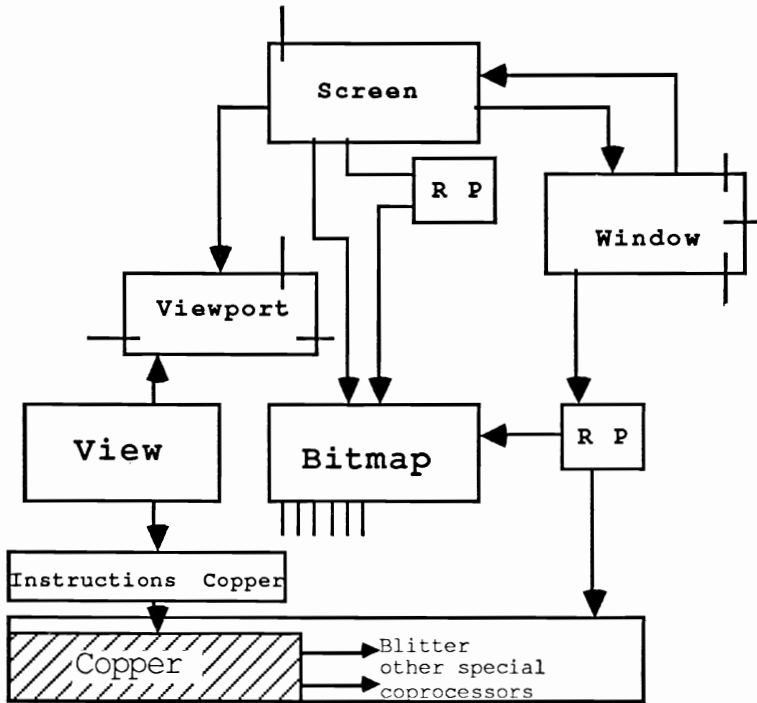 Screen
R P
Window
Viewport
View
Bitmap
R P
Instructions Copper
Copper
Blitter
other special
coprocessors